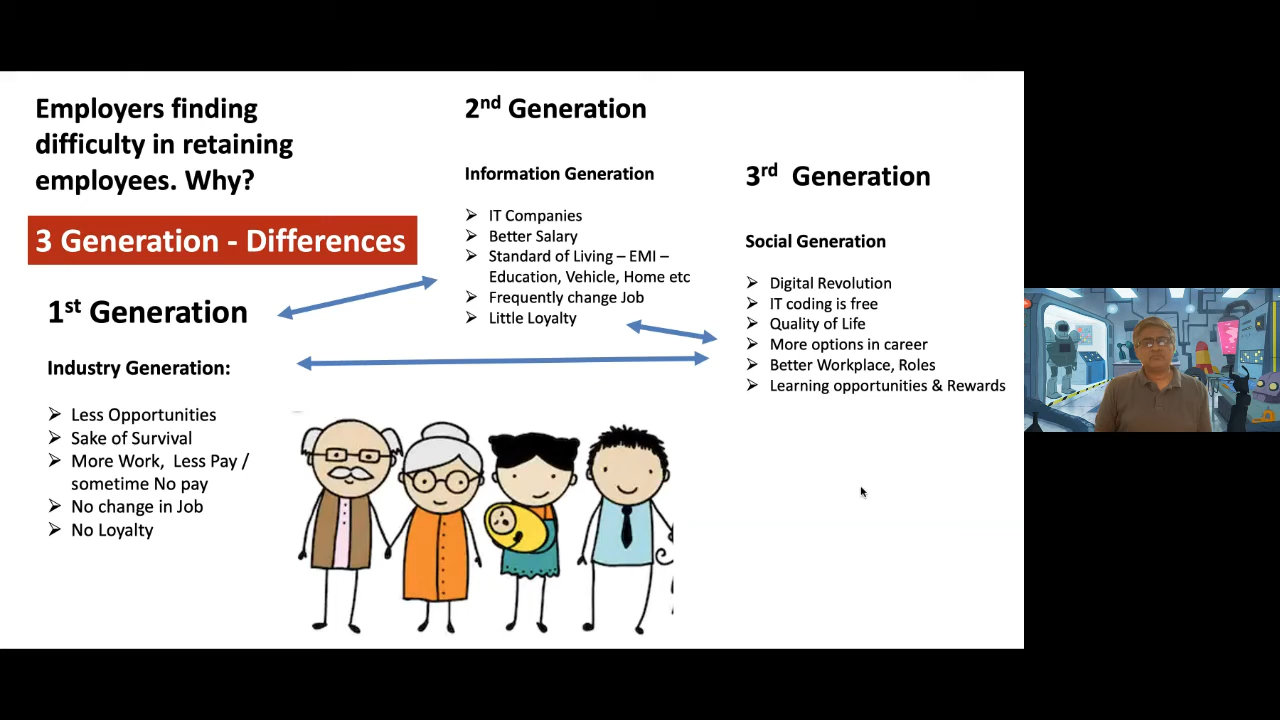 Employers finding
difficulty in retaining
employees. Why?
3 Generation - Differences
1st Generation
Industry Generation:
Less Opportunities
Sake of Survival
More Work, Less Pay /
sometime No pay
No change in Job
No Loyalty
2nd Generation
Information Generation
IT Companies
Better Salary
Standard of Living – EMI –
Education, Vehicle, Home etc
Frequently change Job
Little Loyalty
3rd Generation
Social Generation
Digital Revolution
IT coding is free
Quality of Life
More options in career
Better Workplace, Roles
Learning opportunities & Rewards